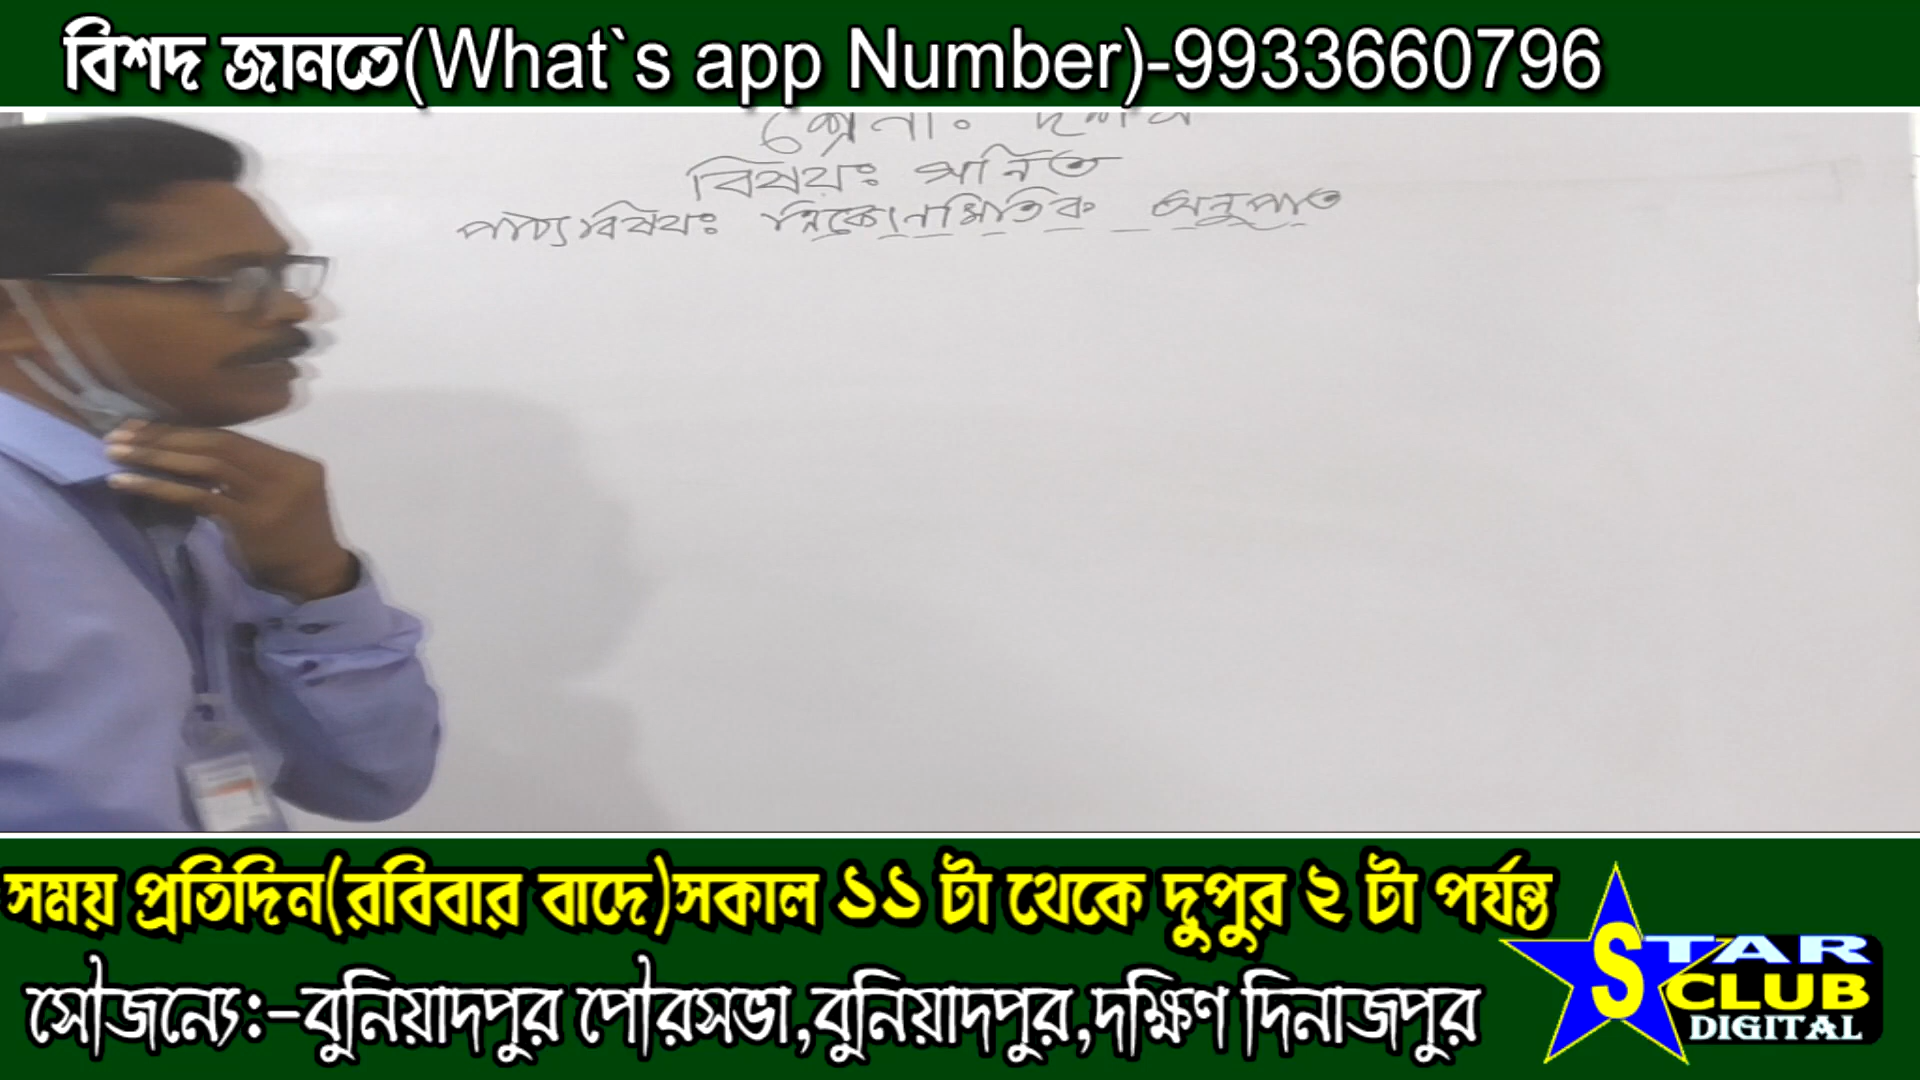 বিশদ জানতে(What`s app Number)-9933660796
শ্রেণী: দশম
বিষয়ঃ গনিত
পাঠ্যবিষয়ঃ ত্রিকোনমিতিক অনুপাত
সময় প্রতিদিন(রবিবার বাদে)সকাল ১১ টা থেকে দুপুর ২ টা পর্যন্ত
সৌজন্যে:-বুনিয়াদপুর পৌরসভা,বুনিয়াদপুর,দক্ষিণ দিনাজপুর
STAR
CLUB
DIGITAL